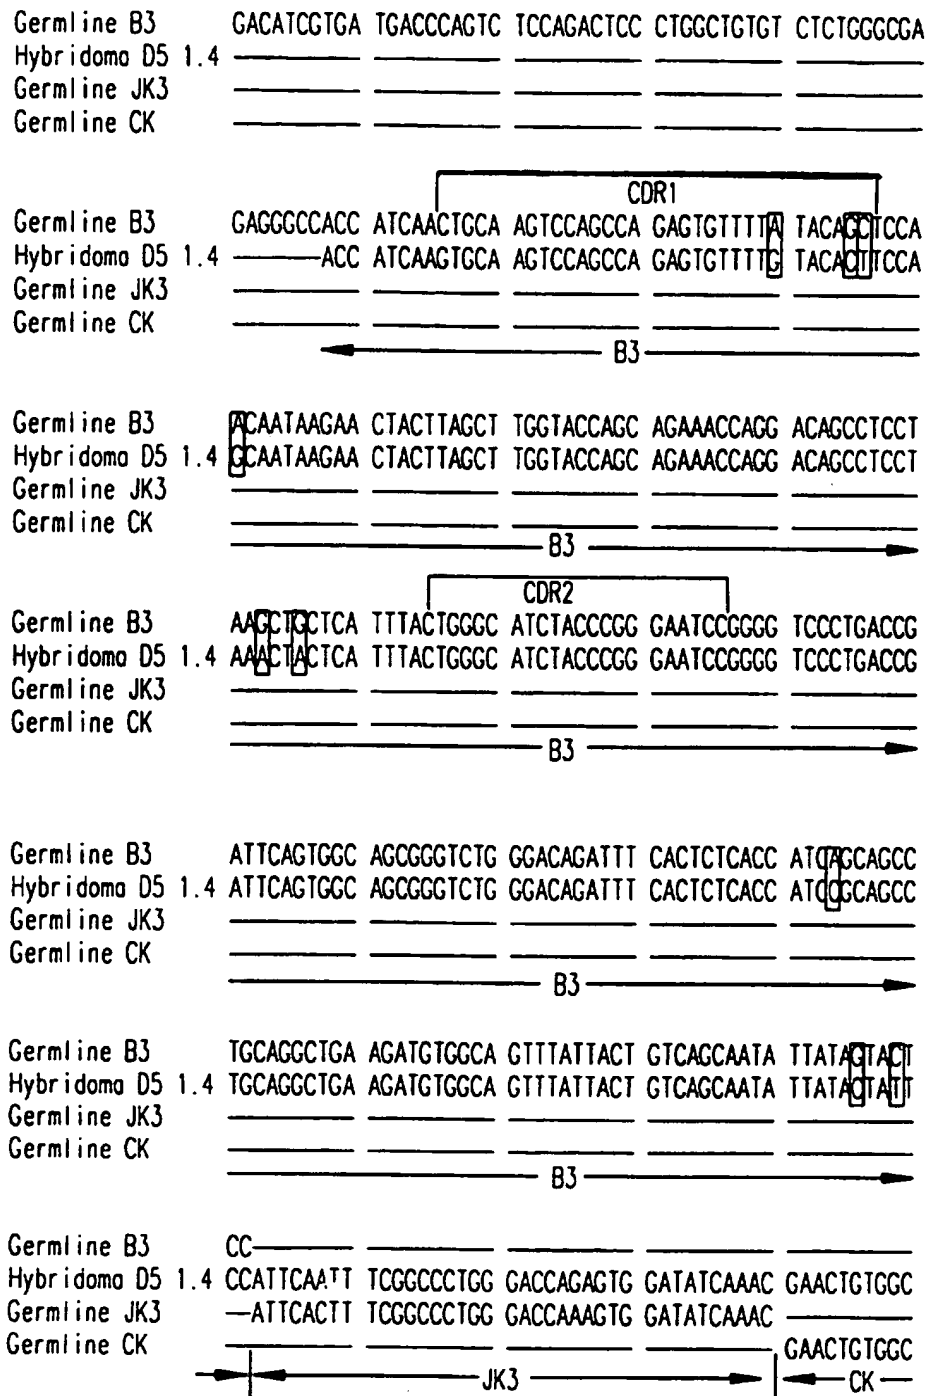 Germline B3 GACATCGTGA TGACCCAGTC TCCAGACTCC CTGGCTGTGT CTCTGGGCGA
Hybridoma D5 1.4
Germline JK3
Germline CK
CDR1
Germline B3 GAGGGCCACC ATCAACTGCA AGTCCAGCCA GAGTGTTTTA TACAGCTCCA
Hybridoma D5 1.4 ACC ATCAAGTGCA AGTCCAGCCA GAGTGTTTTG TACACTTCCA
Germline JK3
Germline CK
B3
Germline B3 ACAATAAGAA CTACTTAGCT TGGTACCAGC AGAAACCAGG ACAGCCTCCT
Hybridoma D5 1.4 GCAATAAGAA CTACTTAGCT TGGTACCAGC AGAAACCAGG ACAGCCTCCT
Germline JK3
Germline CK
B3
CDR2
Germline B3 AAGCTGCTCA TTTACTGGGC ATCTACCCGG GAATCCGGGG TCCCTGACCG
Hybridoma D5 1.4 AAACTACTCA TTTACTGGGC ATCTACCCGG GAATCCGGGG TCCCTGACCG
Germline JK3
Germline CK
B3
Germline B3 ATTCAGTGGC AGCGGGTCTG GGACAGATTT CACTCTCACC ATCAGCAGCC
Hybridoma D5 1.4 ATTCAGTGGC AGCGGGTCTG GGACAGATTT CACTCTCACC ATCCGCAGCC
Germline JK3
Germline CK
B3
Germline B3 TGCAGGCTGA AGATGTGGCA GTTTATTACT GTCAGCAATA TTATAGTACT
Hybridoma D5 1.4 TGCAGGCTGA AGATGTGGCA GTTTATTACT GTCAGCAATA TTATACTATT
Germline JK3
Germline CK
B3
Germline B3 CC
Hybridoma D5 1.4 CCATTCAATT TCGGCCCTGG GACCAGAGTG GATATCAAAC GAACTGTGGC
Germline JK3 ATTCACTT TCGGCCCTGG GACCAAAGTG GATATCAAAC
Germline CK GAACTGTGGC
JK3 CK